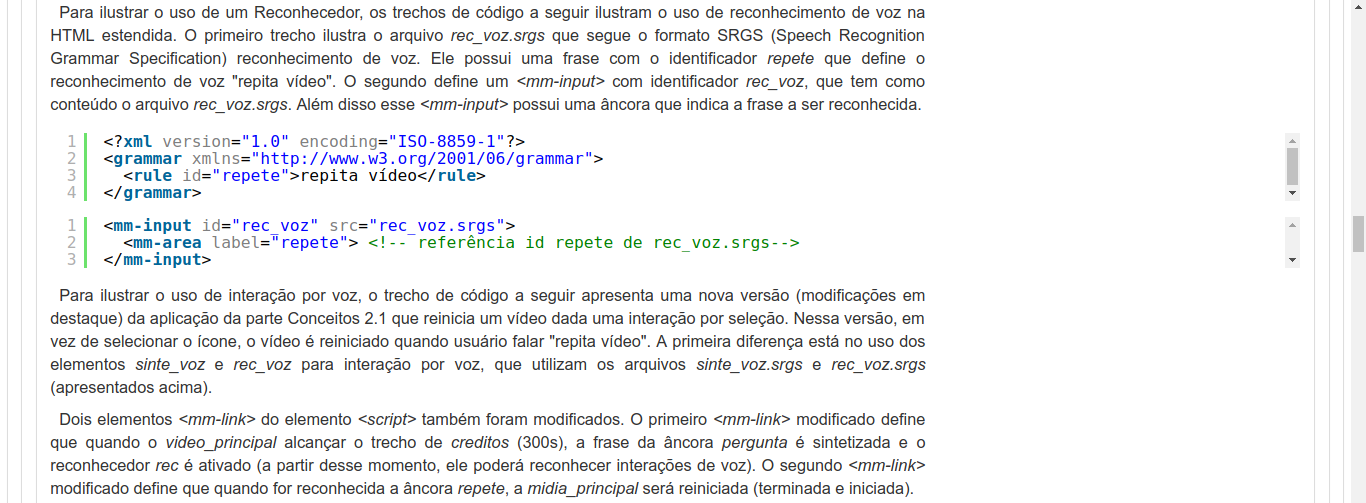 Para ilustrar o uso de um Reconhecedor, os trechos de código a seguir ilustram o uso de reconhecimento de voz na
HTML estendida. O primeiro trecho ilustra o arquivo rec_voz.srgs que segue o formato SRGS (Speech Recognition
Grammar Specification) reconhecimento de voz. Ele possui uma frase com o identificador repete que define o
reconhecimento de voz "repita vídeo". O segundo define um <mm-input> com identificador rec_voz, que tem como
conteúdo o arquivo rec_voz.srgs. Além disso esse <mm-input> possui uma âncora que indica a frase a ser reconhecida.
1 <?xml version="1.0" encoding="ISO-8859-1"?>
2 <grammar xmlns="http://www.w3.org/2001/06/grammar">
3 <rule id="repete">repita vídeo</rule>
4 </grammar>
1 <mm-input id="rec_voz" src="rec_voz.srgs">
2 <mm-area label="repete"> <!-- referência id repete de rec_voz.srgs-->
3 </mm-input>
Para ilustrar o uso de interação por voz, o trecho de código a seguir apresenta uma nova versão (modificações em
destaque) da aplicação da parte Conceitos 2.1 que reinicia um vídeo dada uma interação por seleção. Nessa versão, em
vez de selecionar o ícone, o vídeo é reiniciado quando usuário falar "repita vídeo". A primeira diferença está no uso dos
elementos sinte_voz e rec_voz para interação por voz, que utilizam os arquivos sinte_voz.srgs e rec_voz.srgs
(apresentados acima).
Dois elementos <mm-link> do elemento <script> também foram modificados. O primeiro <mm-link> modificado define
que quando o video_principal alcançar o trecho de creditos (300s), a frase da âncora pergunta é sintetizada e o
reconhecedor rec é ativado (a partir desse momento, ele poderá reconhecer interações de voz). O segundo <mm-link>
modificado define que quando for reconhecida a âncora repete, a midia_principal será reiniciada (terminada e iniciada).